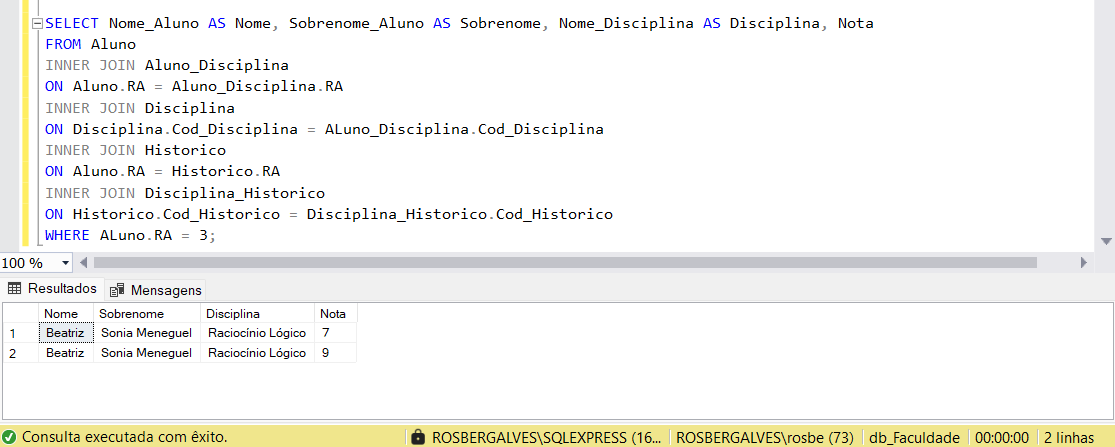 SELECT Nome_Aluno AS Nome, Sobrenome_Aluno AS Sobrenome, Nome_Disciplina AS Disciplina, Nota
FROM Aluno
INNER JOIN Aluno_Disciplina
ON Aluno.RA = Aluno_Disciplina.RA
INNER JOIN Disciplina
ON Disciplina.Cod_Disciplina = ALuno_Disciplina.Cod_Disciplina
INNER JOIN Historico
ON Aluno.RA = Historico.RA
INNER JOIN Disciplina_Historico
ON Historico.Cod_Historico = Disciplina_Historico.Cod_Historico
WHERE ALuno.RA = 3;
100 %
Resultados Mensagens
Nome Sobrenome Disciplina Nota
1 Beatriz Sonia Meneguel Raciocínio Lógico 7
2 Beatriz Sonia Meneguel Raciocínio Lógico 9
Consulta executada com êxito. ROSBERGALVES\SQLEXPRESS (16... ROSBERGALVES\rosbe (73) db_Faculdade 00:00:00 2 linhas